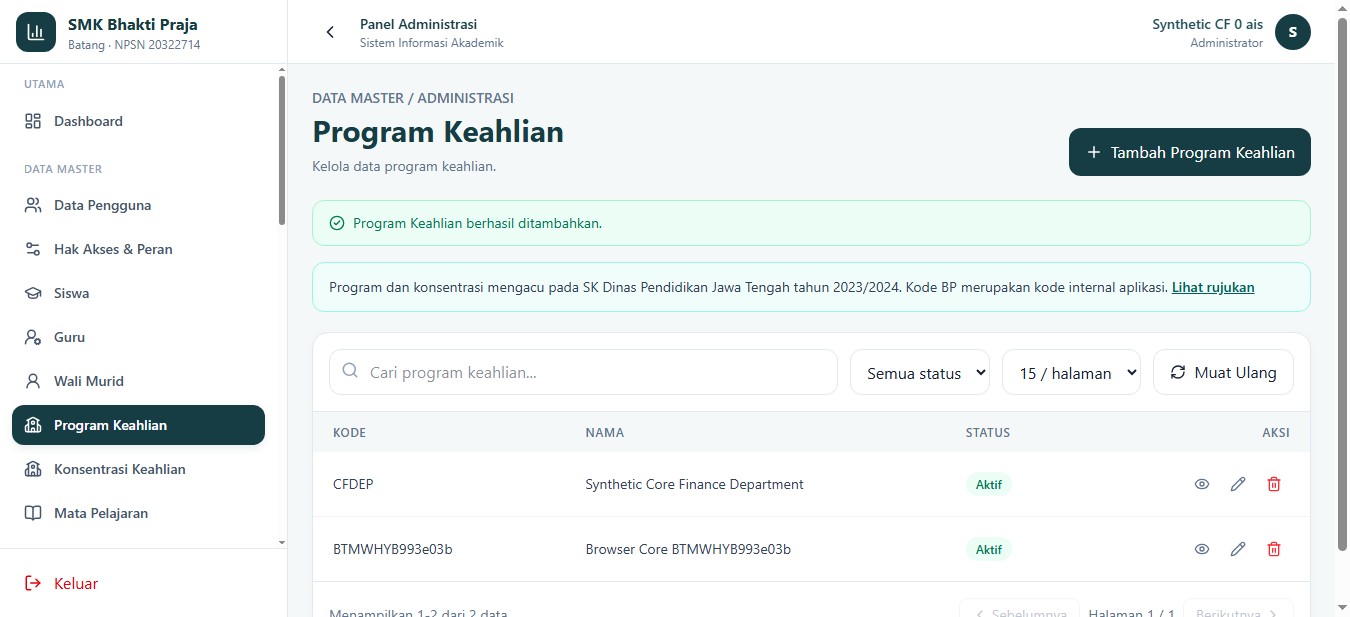 SMK Bhakti Praja
Batang · NPSN 20322714
UTAMA
Dashboard
DATA MASTER
Data Pengguna
Hak Akses & Peran
Siswa
Guru
Wali Murid
Program Keahlian
Konsentrasi Keahlian
Mata Pelajaran
Keluar
Panel Administrasi
Sistem Informasi Akademik
Synthetic CF 0 ais
Administrator
S
DATA MASTER / ADMINISTRASI
Program Keahlian
Kelola data program keahlian.
Tambah Program Keahlian
Program Keahlian berhasil ditambahkan.
Program dan konsentrasi mengacu pada SK Dinas Pendidikan Jawa Tengah tahun 2023/2024. Kode BP merupakan kode internal aplikasi. Lihat rujukan
Cari program keahlian...
Semua status
15 / halaman
Muat Ulang
KODE NAMA STATUS AKSI
CFDEP Synthetic Core Finance Department Aktif
BTMWHYB993e03b Browser Core BTMWHYB993e03b Aktif
Menampilkan 1-2 dari 2 data
Sebelumnya
Halaman 1 / 1
Berikutnya